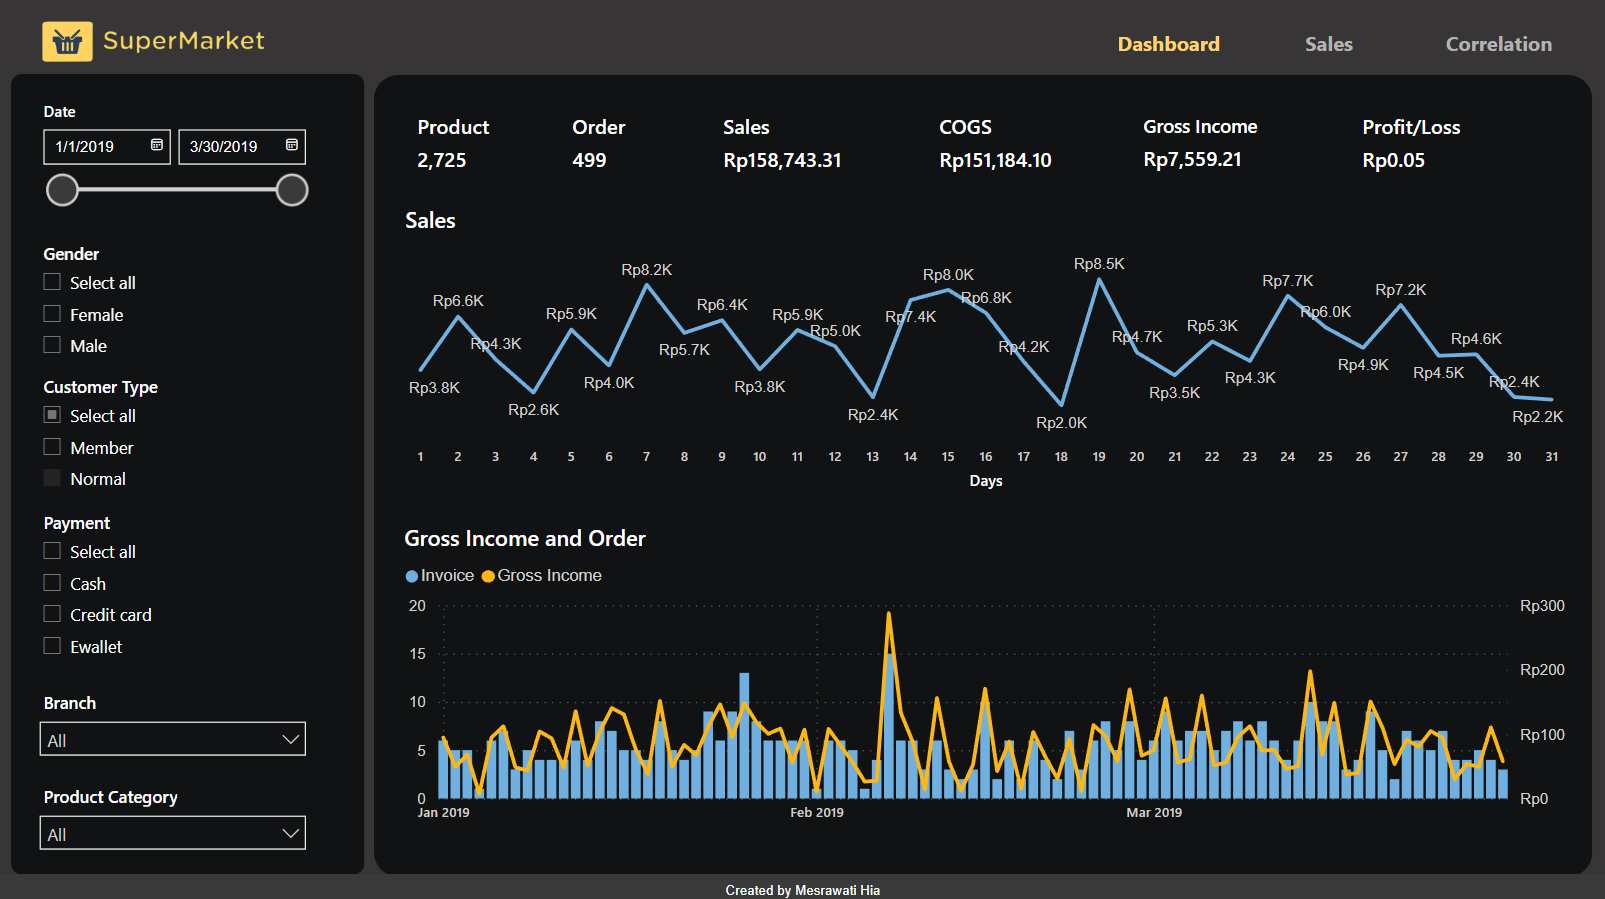 SuperMarket
Dashboard Sales Correlation
Date
1/1/2019 3/30/2019
Gender
Select all
Female
Male
Customer Type
Select all
Member
Normal
Payment
Select all
Cash
Credit card
Ewallet
Branch
All
Product Category
All
Product Order Sales COGS Gross Income Profit/Loss
2,725 499 Rp158,743.31 Rp151,184.10 Rp7,559.21 Rp0.05
Sales
Rp3.8K Rp6.6K Rp4.3K Rp2.6K Rp5.9K Rp4.0K Rp8.2K Rp5.7K Rp6.4K Rp3.8K Rp5.9K Rp5.0K Rp2.4K Rp7.4K Rp8.0K Rp6.8K Rp4.2K Rp2.0K Rp8.5K Rp4.7K Rp3.5K Rp5.3K Rp4.3K Rp7.7K Rp6.0K Rp4.9K Rp7.2K Rp4.5K Rp4.6K Rp2.4K Rp2.2K
1 2 3 4 5 6 7 8 9 10 11 12 13 14 15 16 17 18 19 20 21 22 23 24 25 26 27 28 29 30 31
Days
Gross Income and Order
Invoice Gross Income
20 Rp300
15 Rp200
10 Rp100
5
0 Rp0
Jan 2019 Feb 2019 Mar 2019
Created by Mesrawati Hia